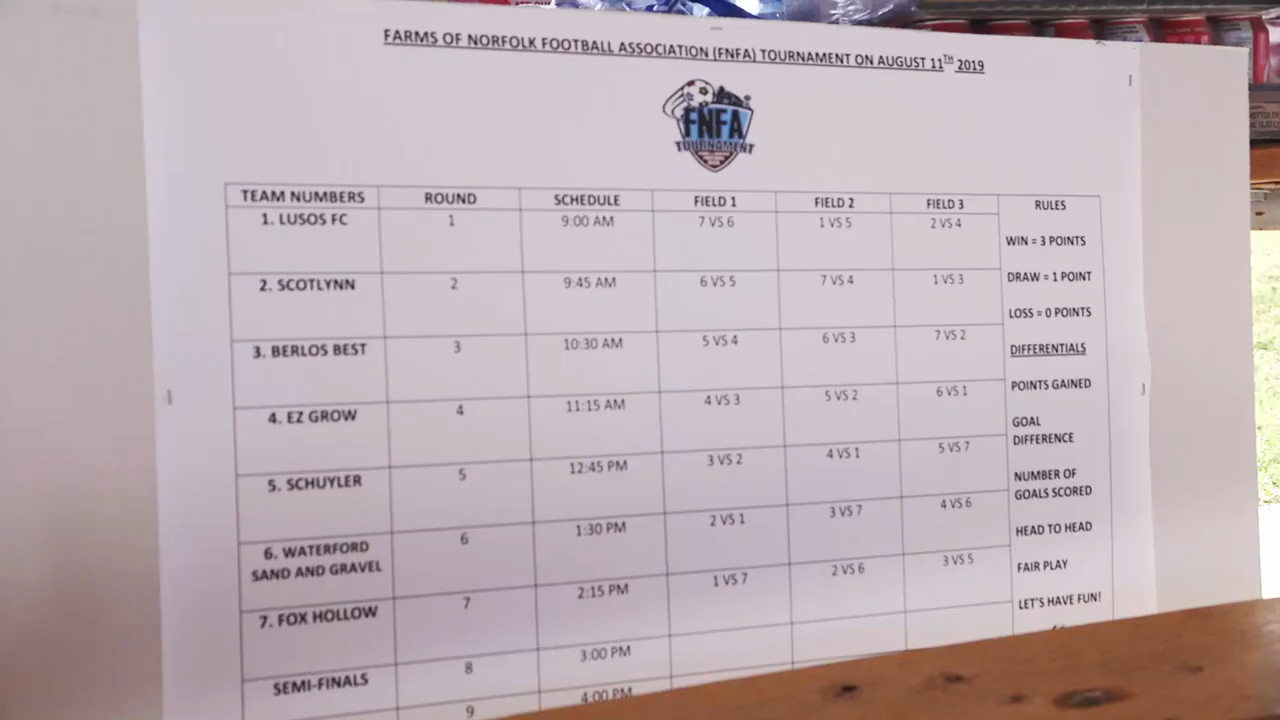 FARMS OF NORFOLK FOOTBALL ASSOCIATION (FNFA) TOURNAMENT ON AUGUST 11TH 2019
FNFA
TOURNAMENT
TEAM NUMBERS ROUND SCHEDULE FIELD 1 FIELD 2 FIELD 3 RULES
1. LUSOS FC 1 9:00 AM 7 VS 6 1 VS 5 2 VS 4
WIN = 3 POINTS
2. SCOTLYNN 2 9:45 AM 6 VS 5 7 VS 4 1 VS 3 DRAW = 1 POINT
LOSS = 0 POINTS
3. BERLOS BEST 3 10:30 AM 5 VS 4 6 VS 3 7 VS 2 DIFFERENTIALS
4. EZ GROW 4 11:15 AM 4 VS 3 5 VS 2 6 VS 1 POINTS GAINED
GOAL
DIFFERENCE
5. SCHUYLER 5 12:45 PM 3 VS 2 4 VS 1 5 VS 7
NUMBER OF
GOALS SCORED
6. WATERFORD
SAND AND GRAVEL 6 1:30 PM 2 VS 1 3 VS 7 4 VS 6
HEAD TO HEAD
7. FOX HOLLOW 7 2:15 PM 1 VS 7 2 VS 6 3 VS 5 FAIR PLAY
LET'S HAVE FUN!
SEMI-FINALS 8 3:00 PM
9 4:00 PM